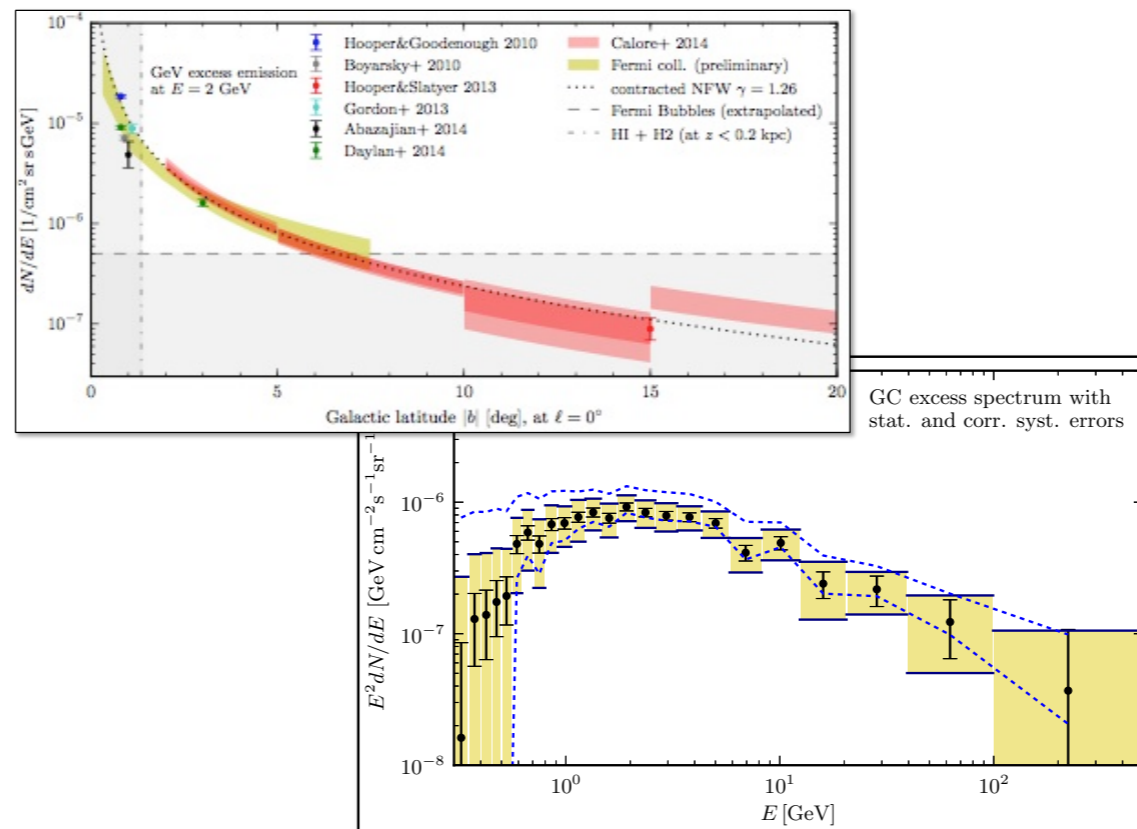 10^{-4}
10^{-5}
10^{-6}
10^{-7}
dN/dE [1/cm² sr s GeV]
GeV excess emission
at E = 2 GeV
Hooper&Goodenough 2010
Boyarsky+ 2010
Hooper&Slatyer 2013
Gordon+ 2013
Abazajian+ 2014
Daylan+ 2014
Calore+ 2014
Fermi coll. (preliminary)
contracted NFW γ = 1.26
Fermi Bubbles (extrapolated)
HI + H2 (at z < 0.2 kpc)
0 5 10 15 20
Galactic latitude |b| [deg], at ℓ = 0°
GC excess spectrum with
stat. and corr. syst. errors
E² dN/dE [GeV cm⁻²s⁻¹sr⁻¹
10^{-6}
10^{-7}
10^{-8}
10^0 10^1 10^2
E [GeV]